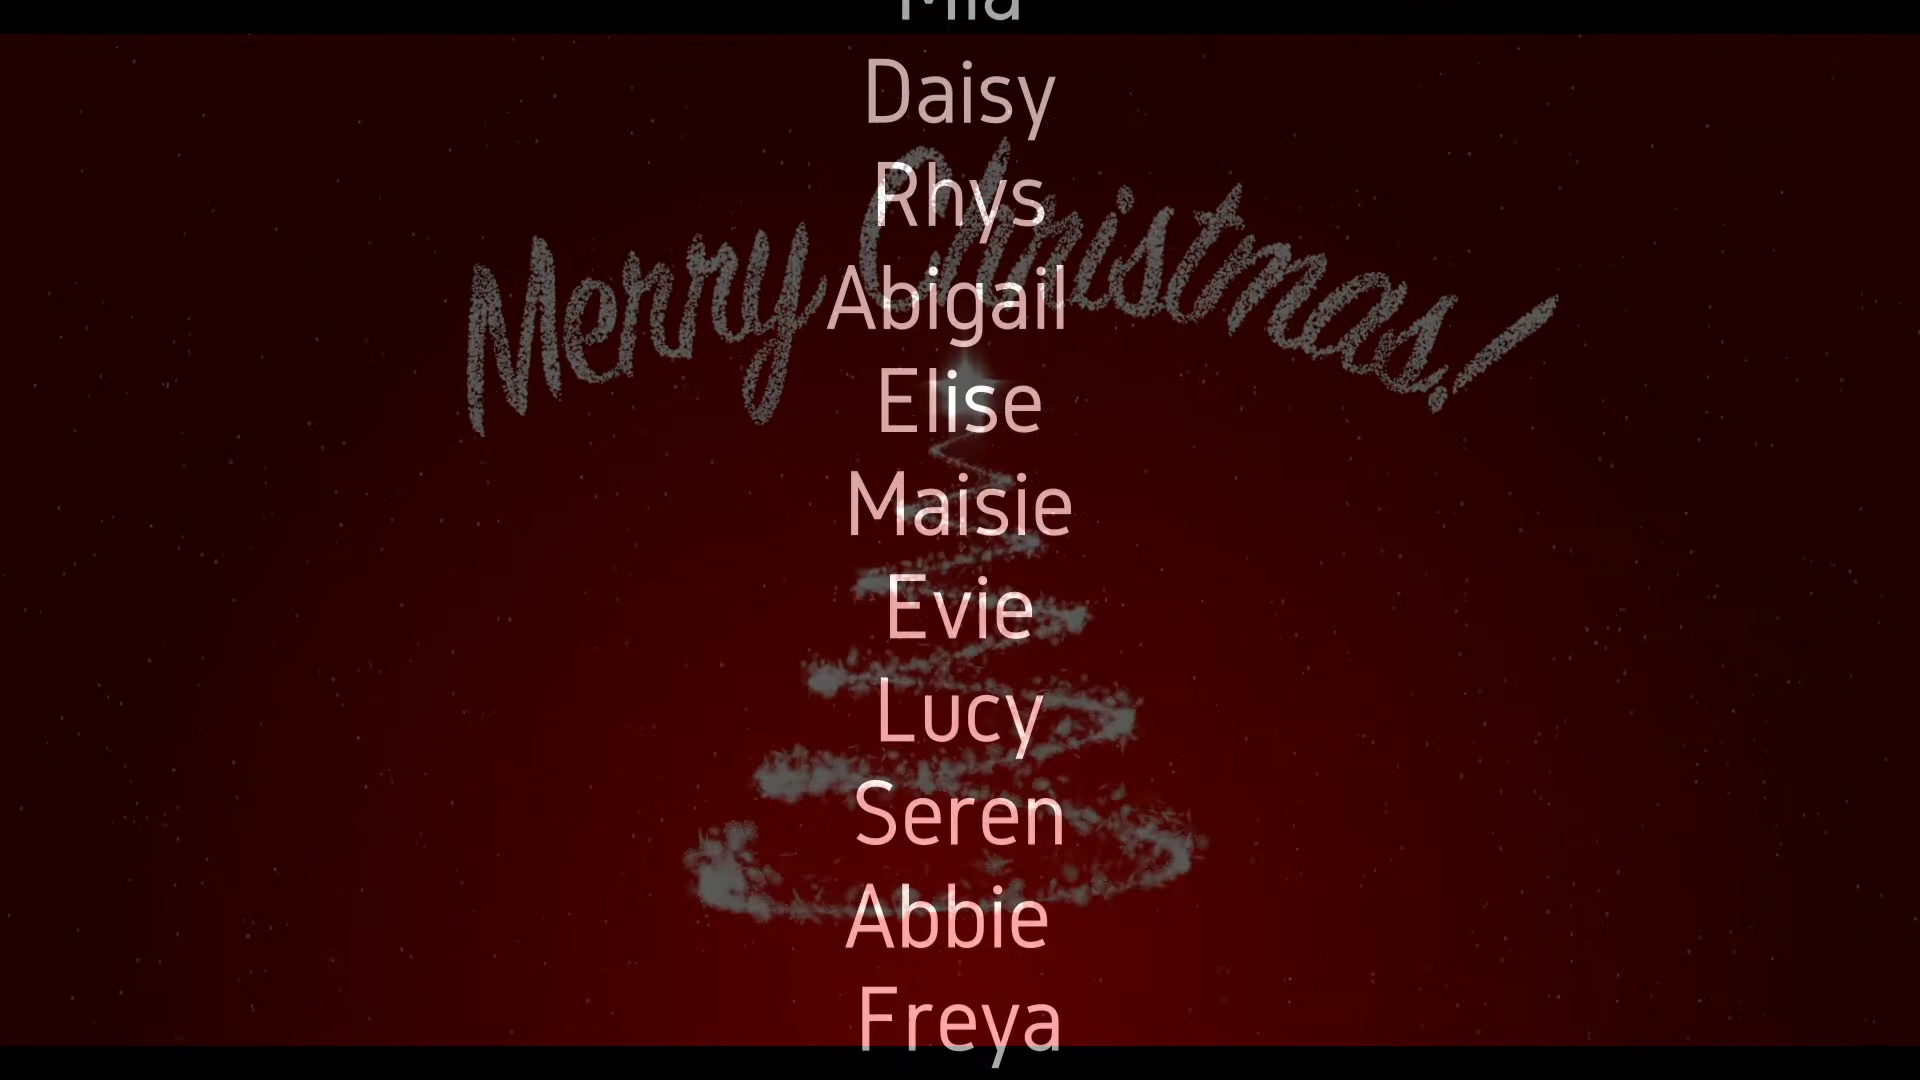 Daisy
Rhys
Merry Christmas!
Abigail
Elise
Maisie
Evie
Lucy
Seren
Abbie
Freya